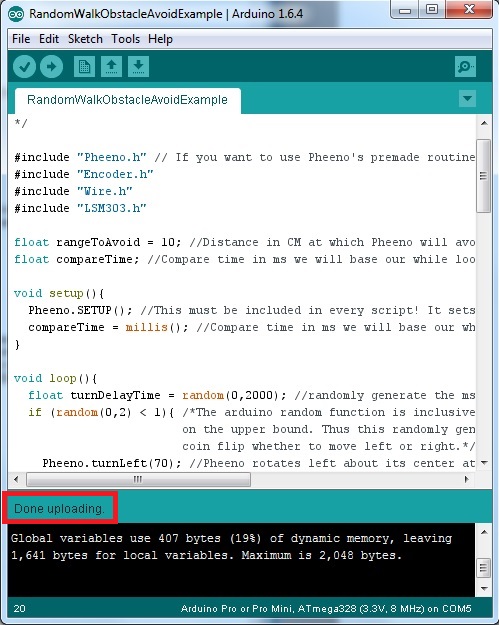 RandomWalkObstacleAvoidExample | Arduino 1.6.4
File Edit Sketch Tools Help
RandomWalkObstacleAvoidExample
*/
#include "Pheeno.h" // If you want to use Pheeno's premade routine
#include "Encoder.h"
#include "Wire.h"
#include "LSM303.h"
float rangeToAvoid = 10; //Distance in CM at which Pheeno will avo
float compareTime; //Compare time in ms we will base our while loo
void setup(){
Pheeno.SETUP(); //This must be included in every script! It sets
compareTime = millis(); //Compare time in ms we will base our wh
}
void loop(){
float turnDelayTime = random(0,2000); //randomly generate the ms
if (random(0,2) < 1){ /*The arduino random function is inclusive
on the upper bound. Thus this randomly gen
coin flip whether to move left or right.*/
Pheeno.turnLeft(70); //Pheeno rotates left about its center at
Done uploading.
Global variables use 407 bytes (19%) of dynamic memory, leaving
1,641 bytes for local variables. Maximum is 2,048 bytes.
20 Arduino Pro or Pro Mini, ATmega328 (3.3V, 8 MHz) on COM5